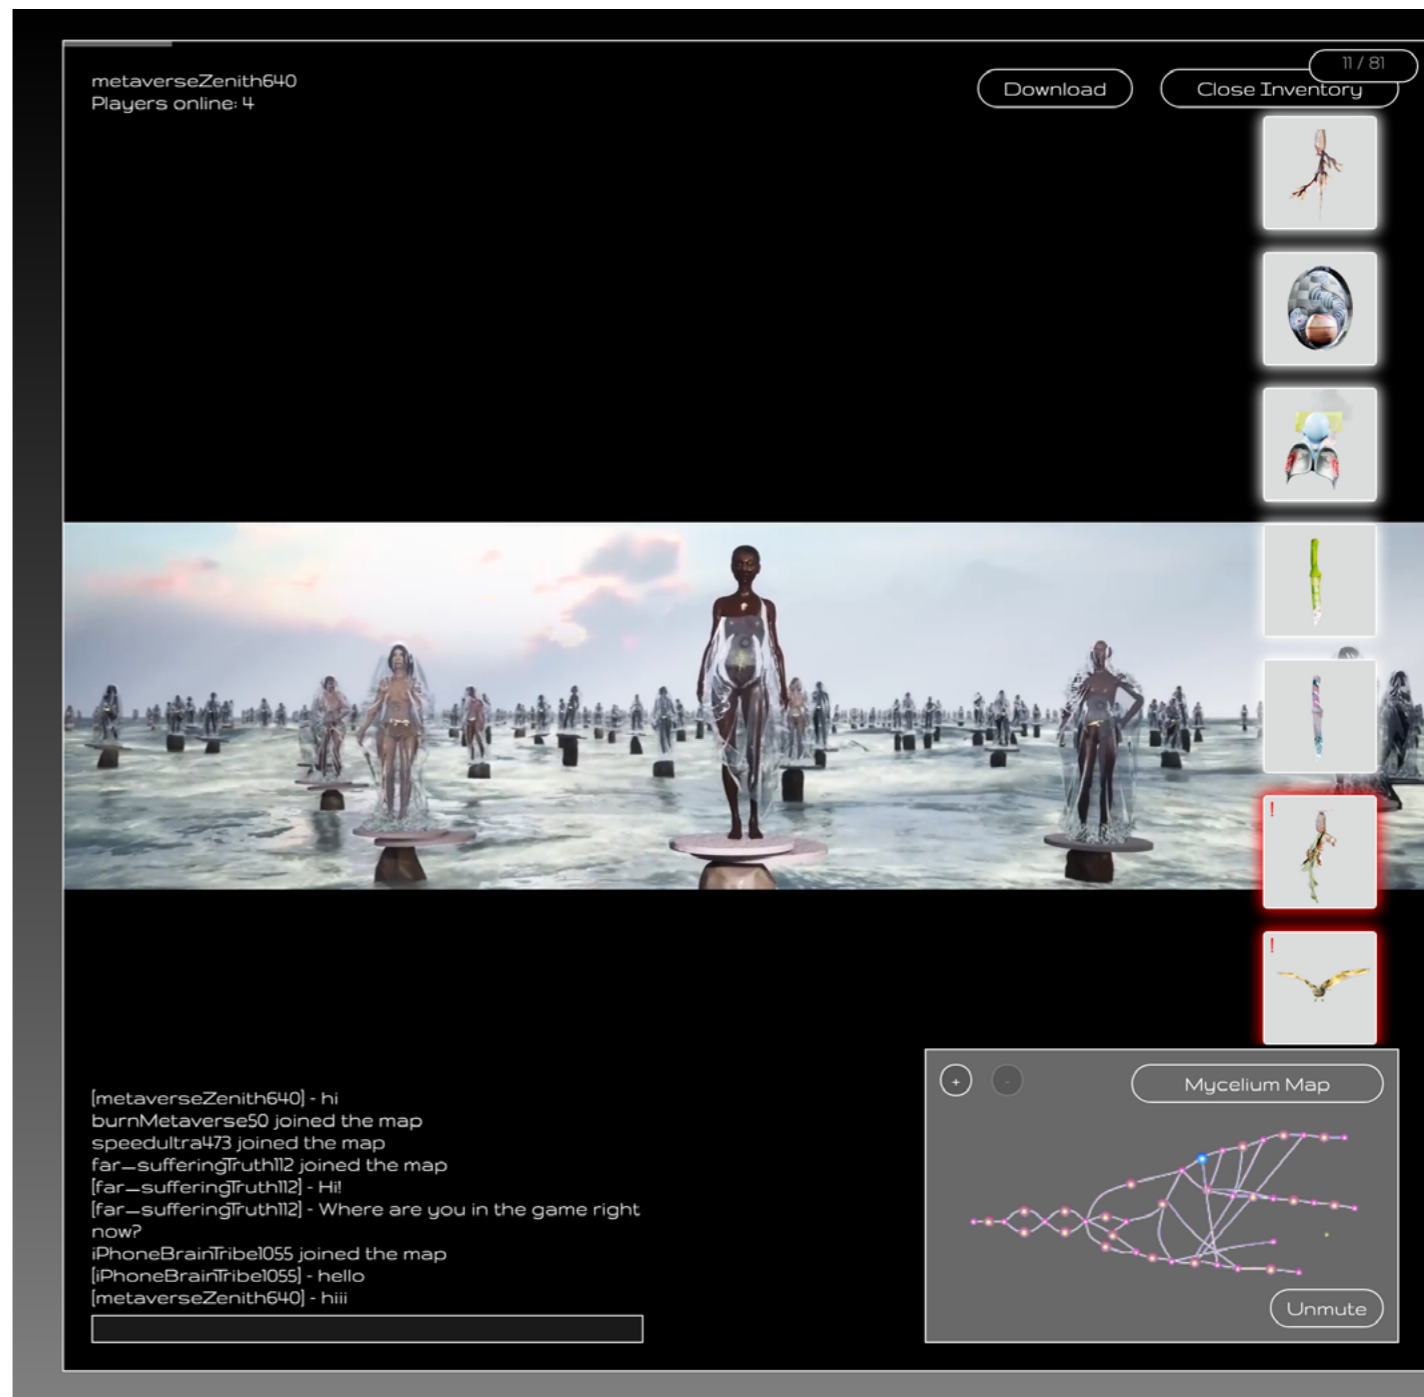 11 / 81
metaverseZenith640
Players online: 4
Download
Close Inventory
!
!
[metaverseZenith640] - hi
burnMetaverse50 joined the map
speedultra473 joined the map
far_sufferingTruth112 joined the map
[far_sufferingTruth112] - Hi!
[far_sufferingTruth112] - Where are you in the game right
now?
iPhoneBrainTribe1055 joined the map
[iPhoneBrainTribe1055] - hello
[metaverseZenith640] - hiii
+
-
Mycelium Map
Unmute